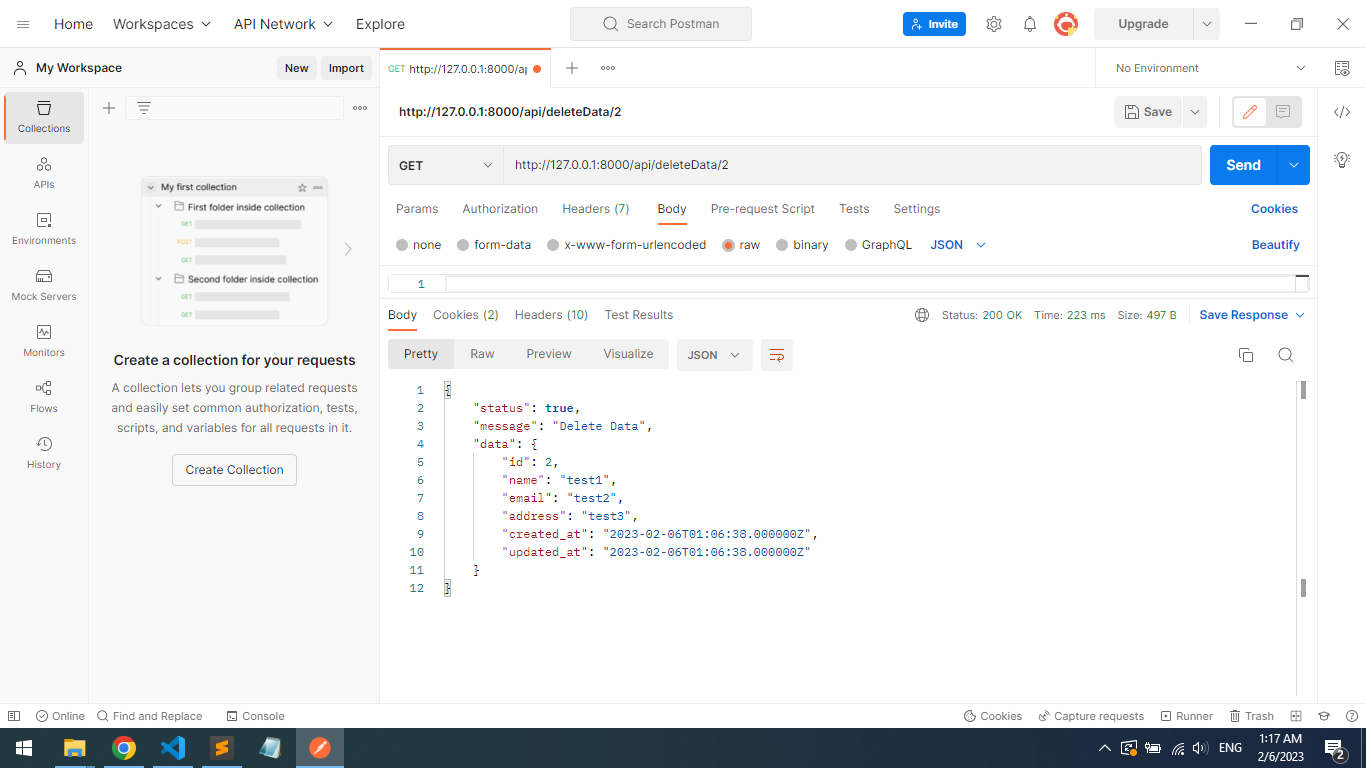 Home Workspaces API Network Explore Search Postman Invite Upgrade
My Workspace New Import GET http://127.0.0.1:8000/ap No Environment
Collections
APIs
Environments
Mock Servers
Monitors
Flows
History
My first collection
First folder inside collection
GET
POST
GET
Second folder inside collection
GET
GET
Create a collection for your requests
A collection lets you group related requests
and easily set common authorization, tests,
scripts, and variables for all requests in it.
Create Collection
http://127.0.0.1:8000/api/deleteData/2 Save
GET http://127.0.0.1:8000/api/deleteData/2 Send
Params Authorization Headers (7) Body Pre-request Script Tests Settings Cookies
none form-data x-www-form-urlencoded raw binary GraphQL JSON Beautify
1
Body Cookies (2) Headers (10) Test Results Status: 200 OK Time: 223 ms Size: 497 B Save Response
Pretty Raw Preview Visualize JSON
1 {
2 "status": true,
3 "message": "Delete Data",
4 "data": {
5 "id": 2,
6 "name": "test1",
7 "email": "test2",
8 "address": "test3",
9 "created_at": "2023-02-06T01:06:38.000000Z",
10 "updated_at": "2023-02-06T01:06:38.000000Z"
11 }
12 }
Online Find and Replace Console Cookies Capture requests Runner Trash
ENG 1:17 AM
2/6/2023 2